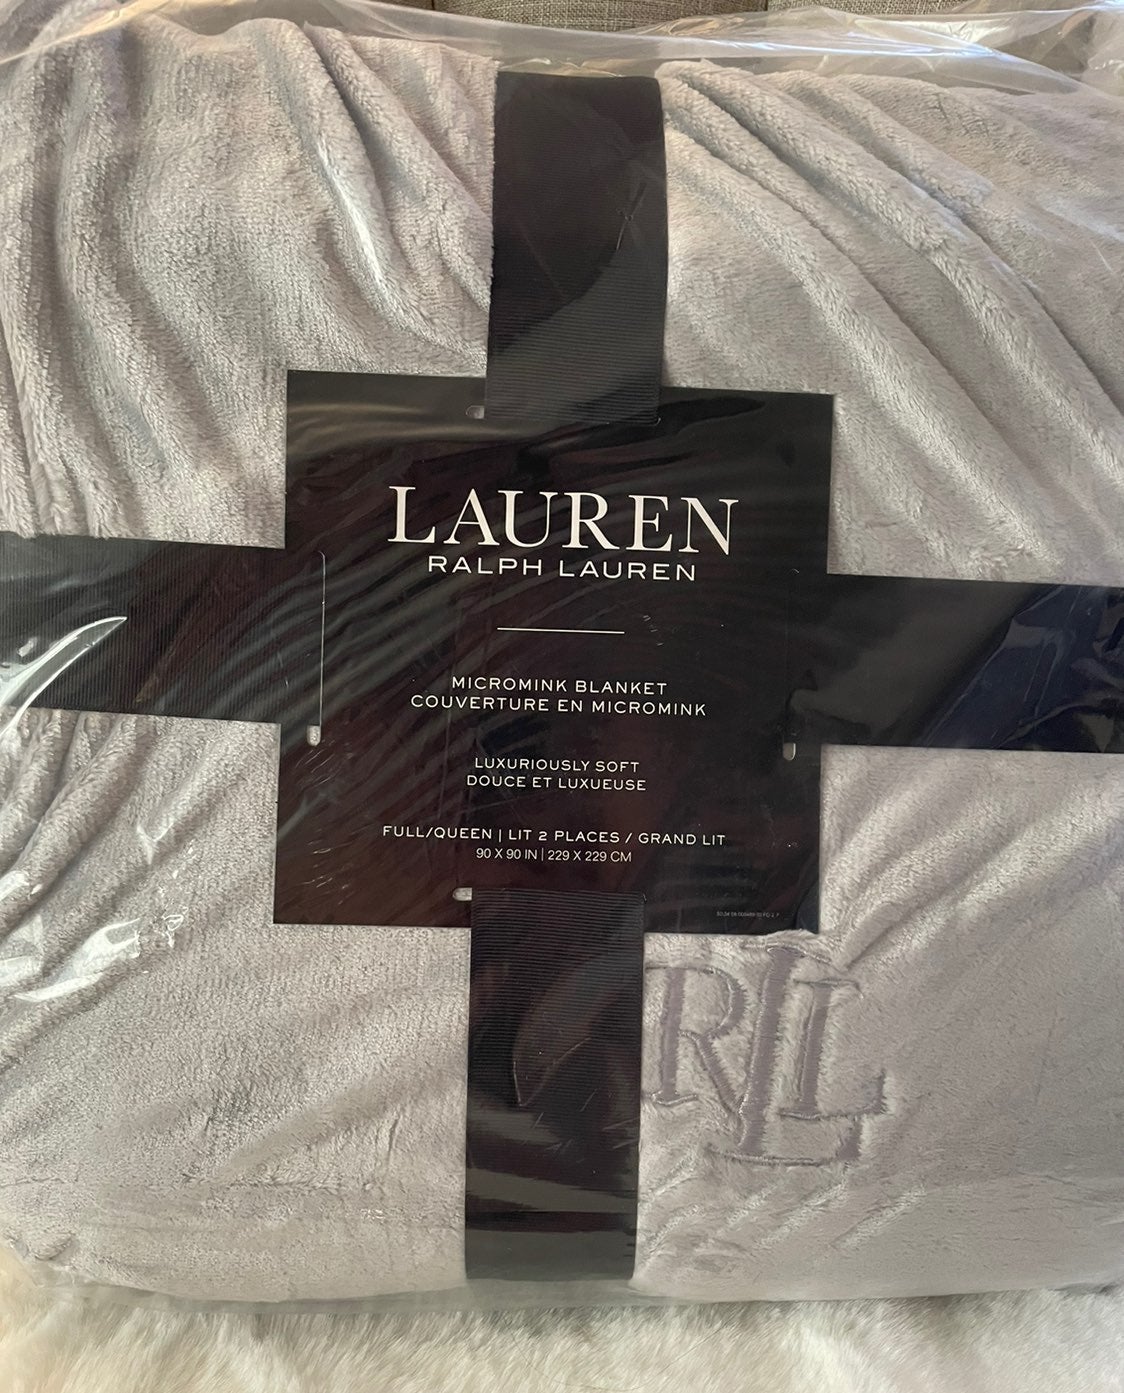 LAUREN
RALPH LAUREN
MICROMINK BLANKET
COUVERTURE EN MICROMINK
LUXURIOUSLY SOFT
DOUCE ET LUXUEUSE
FULL/QUEEN | LIT 2 PLACES / GRAND LIT
90 X 90 IN | 229 X 229 CM
RLL